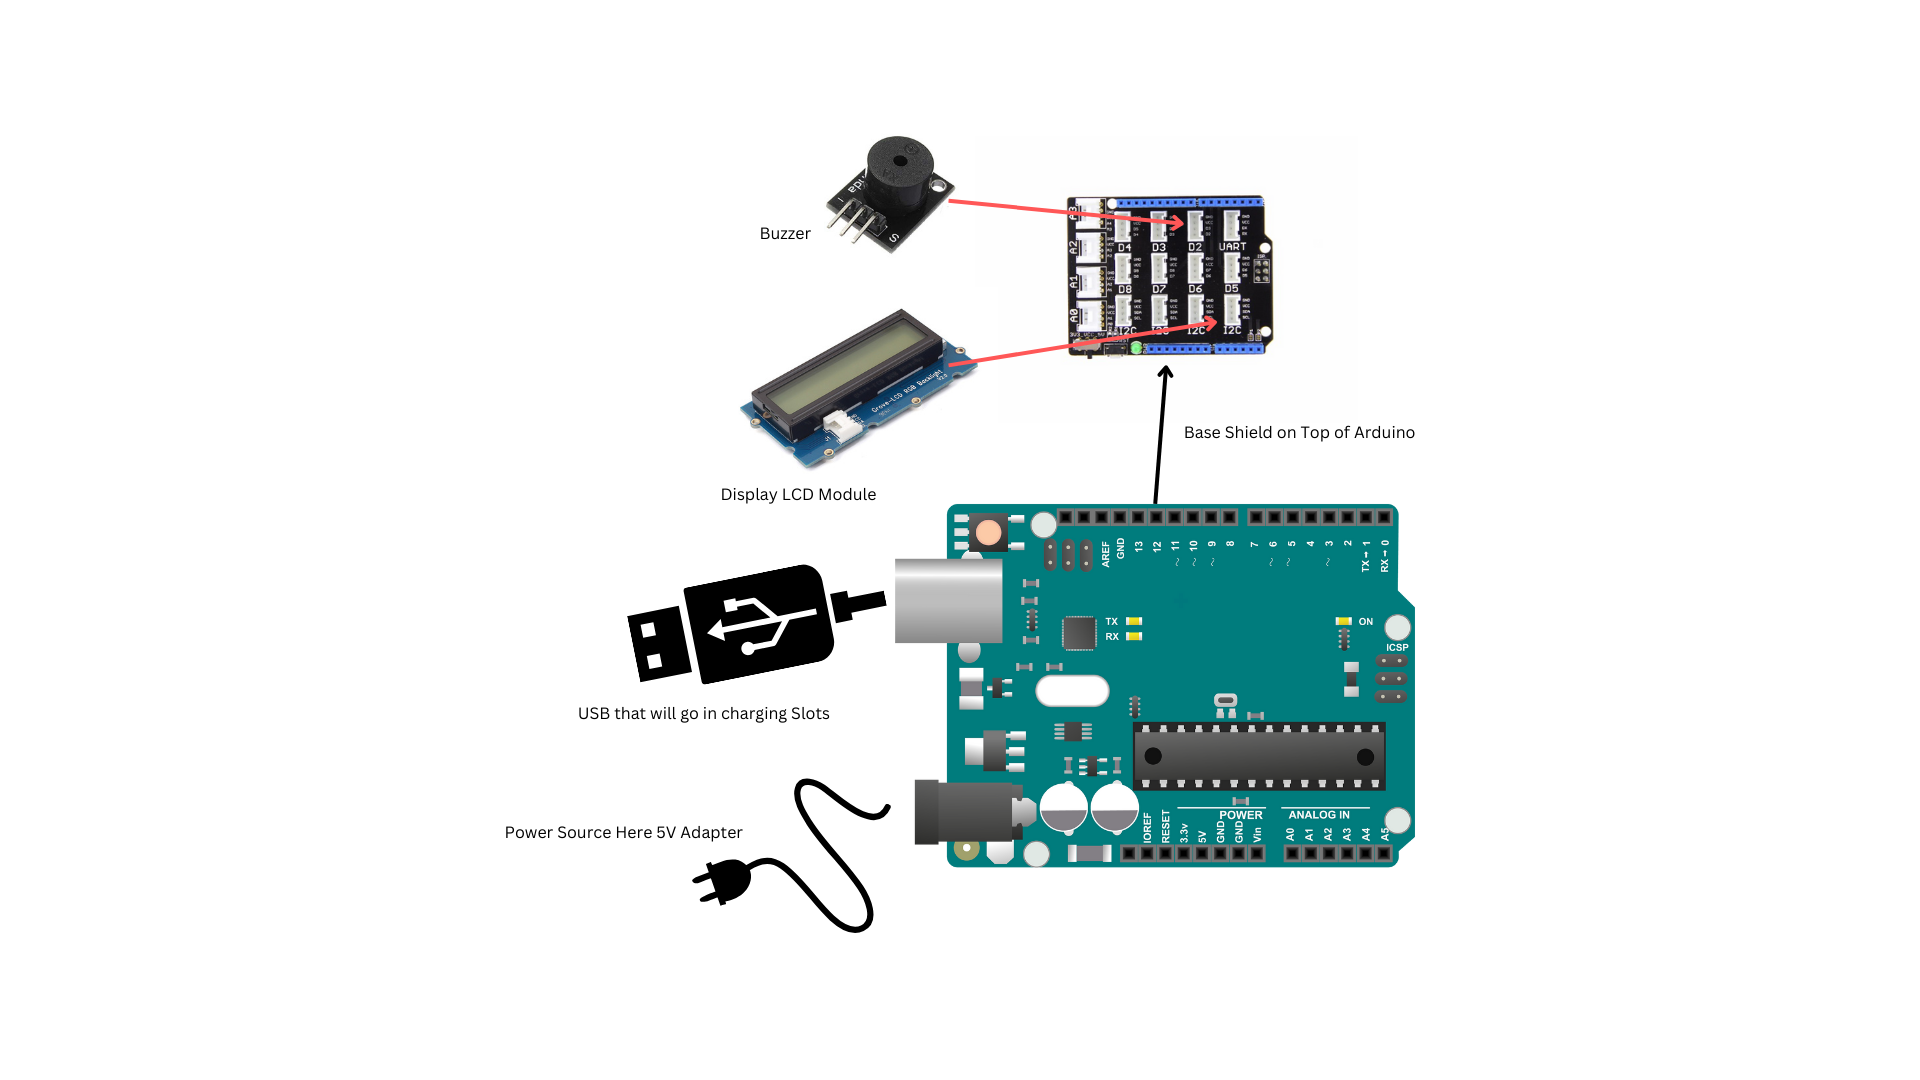 Buzzer
S
A3
A2
A1
A0
D4 D3 D2 UART
D8 D7 D6 D5
I2C I2C I2C I2C
Grove-LCD RGB Backlight
Display LCD Module
Base Shield on Top of Arduino
AREF
GND
13
12
~11
~10
~9
8
7
~6
~5
4
~3
2
TX→1
RX←0
TX
RX
ON
ICSP
USB that will go in charging Slots
POWER
ANALOG IN
IOREF
RESET
3.3v
5V
GND
GND
Vin
A0
A1
A2
A3
A4
A5
Power Source Here 5V Adapter